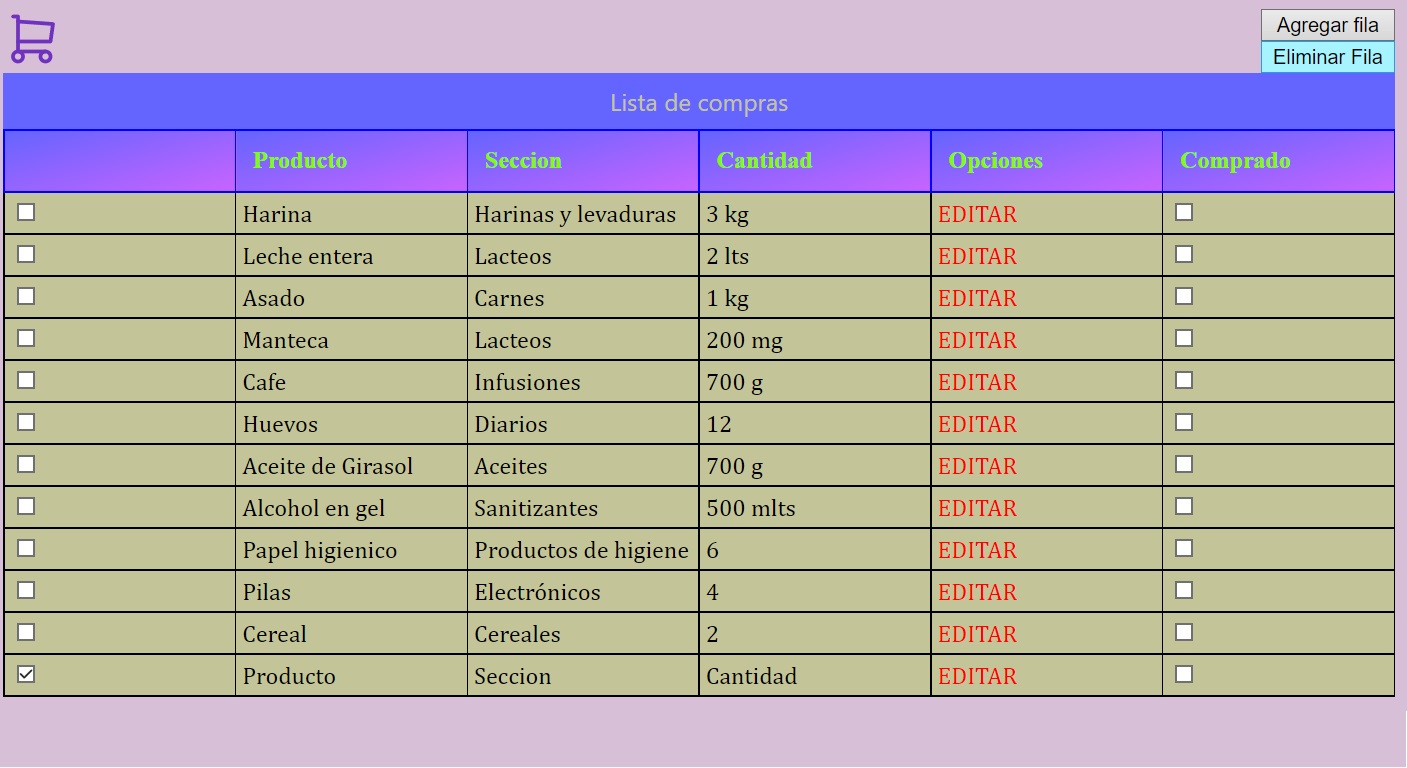 Agregar fila
Eliminar Fila
Lista de compras
Producto Seccion Cantidad Opciones Comprado
Harina Harinas y levaduras 3 kg EDITAR
Leche entera Lacteos 2 lts EDITAR
Asado Carnes 1 kg EDITAR
Manteca Lacteos 200 mg EDITAR
Cafe Infusiones 700 g EDITAR
Huevos Diarios 12 EDITAR
Aceite de Girasol Aceites 700 g EDITAR
Alcohol en gel Sanitizantes 500 mlts EDITAR
Papel higienico Productos de higiene 6 EDITAR
Pilas Electrónicos 4 EDITAR
Cereal Cereales 2 EDITAR
Producto Seccion Cantidad EDITAR